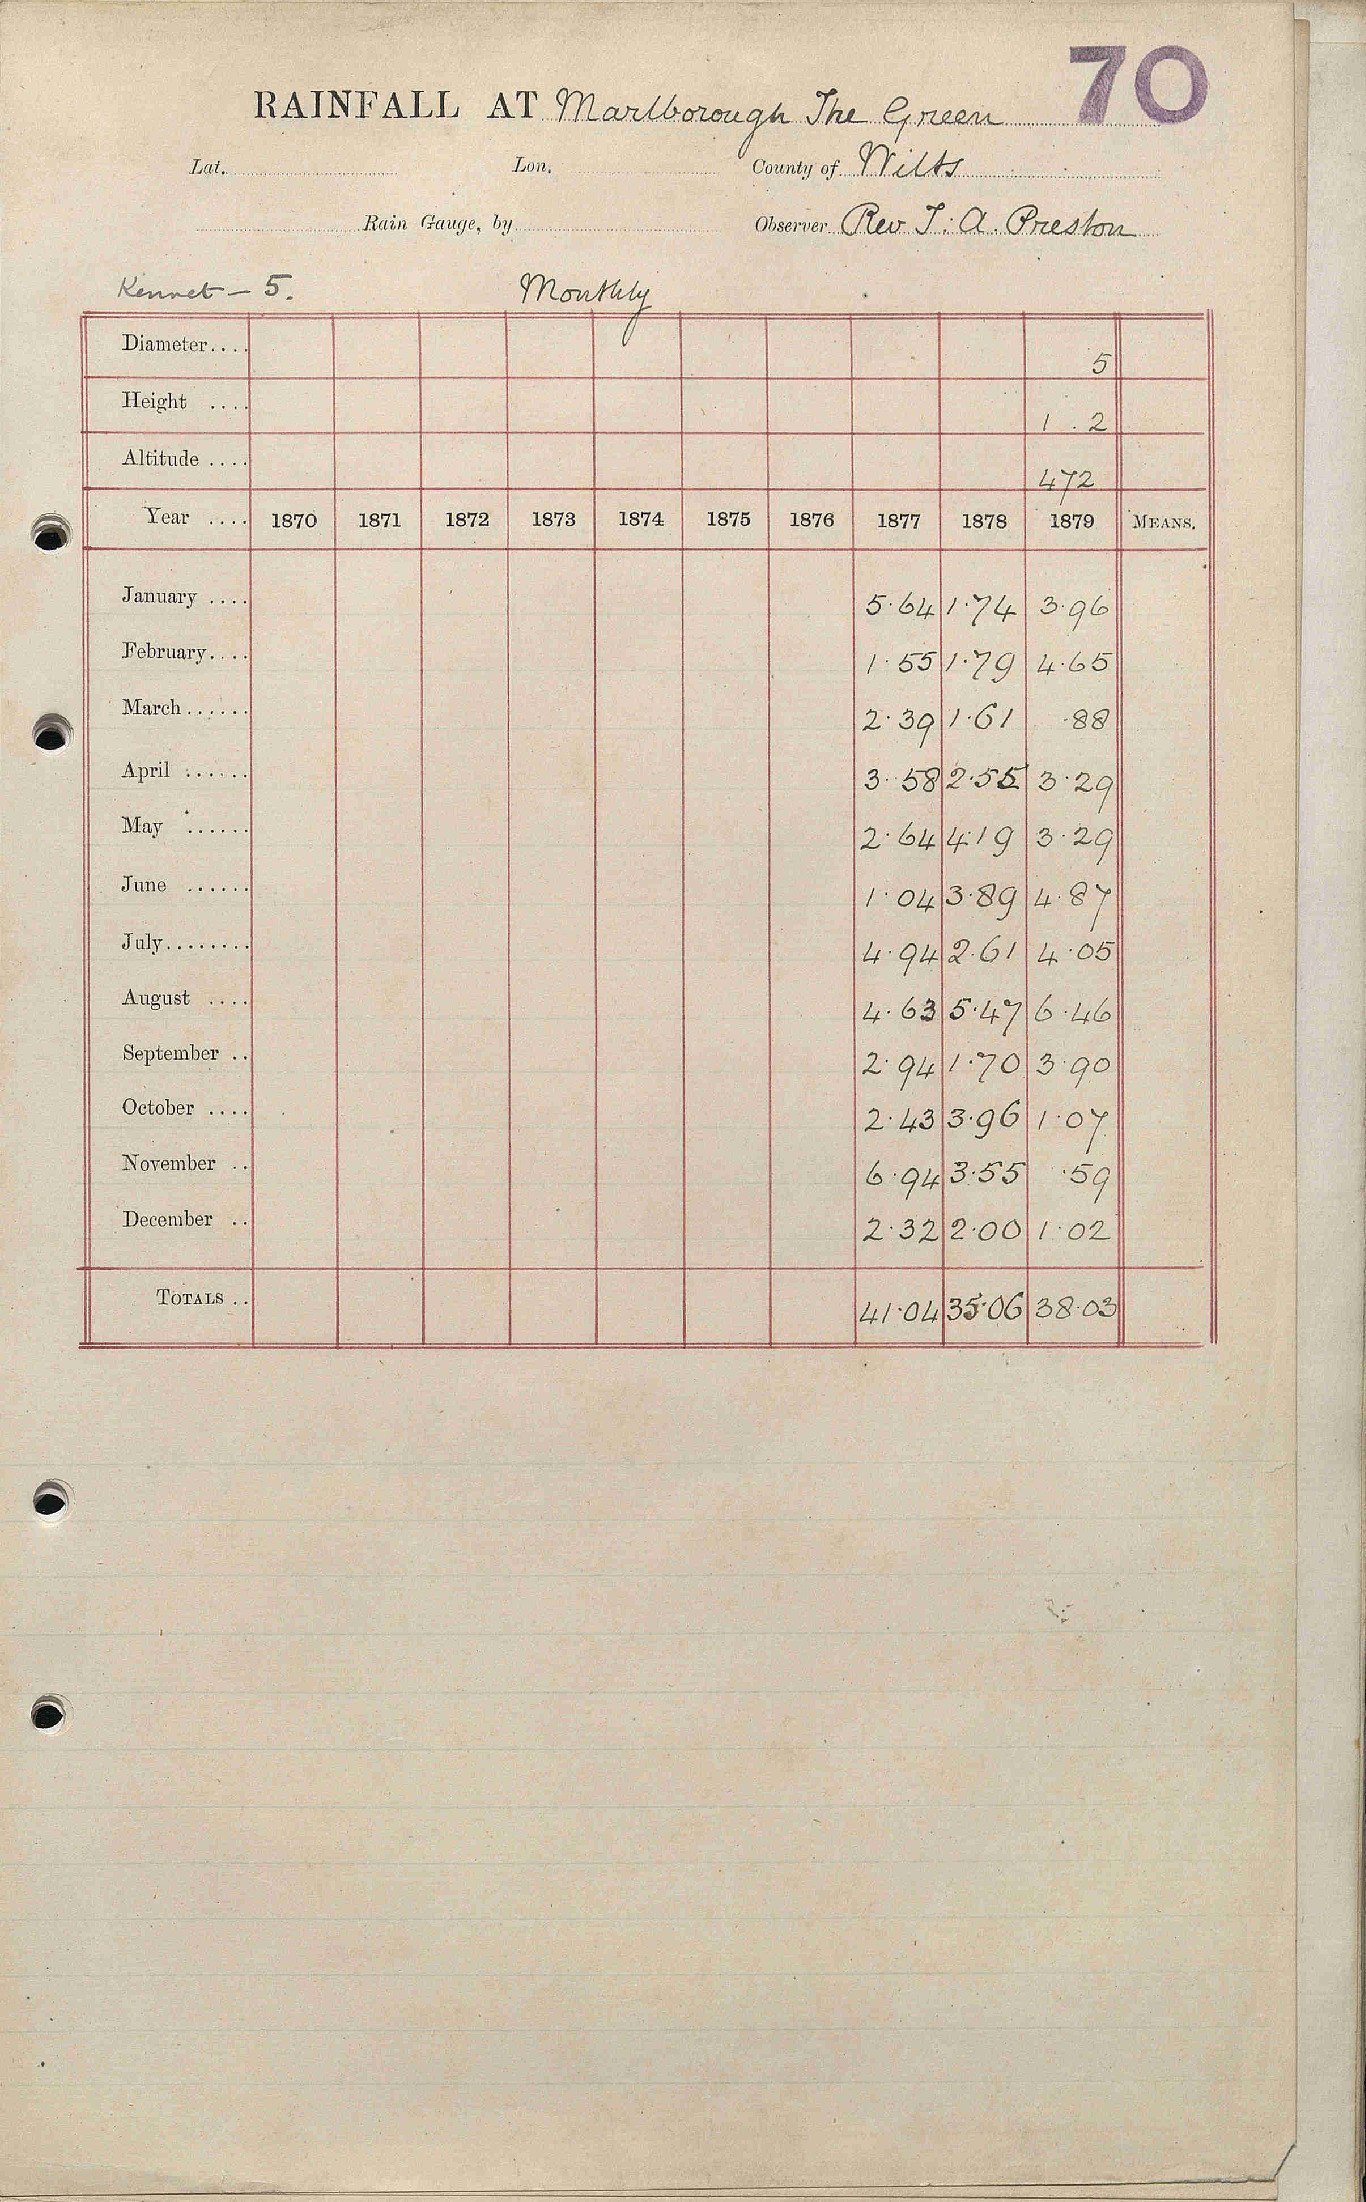 70
RAINFALL AT Marlborough The Green
Lat. Lon. County of Wilts
Rain Gauge, by Observer Rev T. A. Preston
Kennet - 5. Monthly
Diameter.... 5
Height .... 1 . 2
Altitude .... 472
Year .... 1870 1871 1872 1873 1874 1875 1876 1877 1878 1879 MEANS.
January .... 5.64 1.74 3.96
February.... 1.55 1.79 4.65
March...... 2.39 1.61 .88
April ...... 3.58 2.55 3.29
May ...... 2.64 4.19 3.29
June ...... 1.04 3.89 4.87
July........ 4.94 2.61 4.05
August .... 4.63 5.47 6.46
September .. 2.94 1.70 3.90
October .... 2.43 3.96 1.07
November .. 6.94 3.55 .59
December .. 2.32 2.00 1.02
TOTALS .. 41.04 35.06 38.03